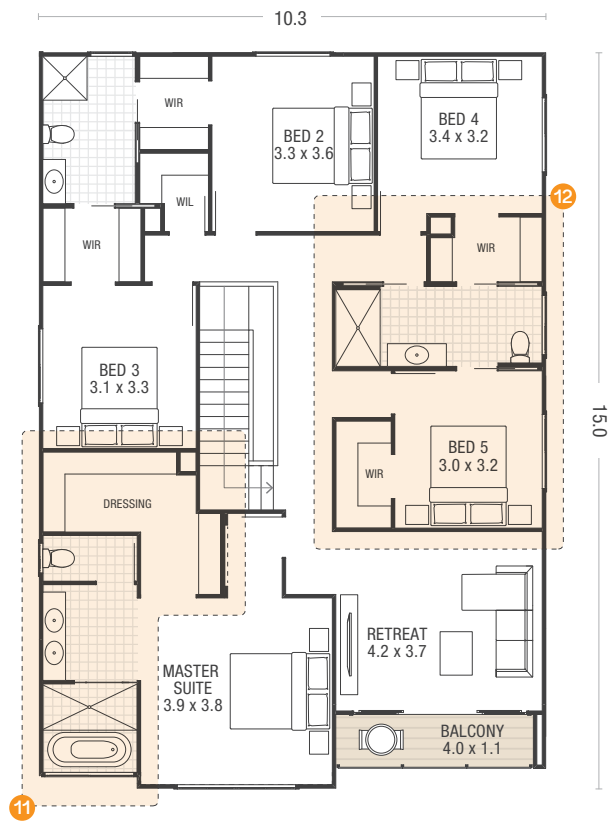 10.3
WIR
BED 2
3.3 x 3.6
BED 4
3.4 x 3.2
WIL
12
WIR
WIR
BED 3
3.1 x 3.3
15.0
BED 5
3.0 x 3.2
WIR
DRESSING
RETREAT
4.2 x 3.7
MASTER
SUITE
3.9 x 3.8
BALCONY
4.0 x 1.1
11